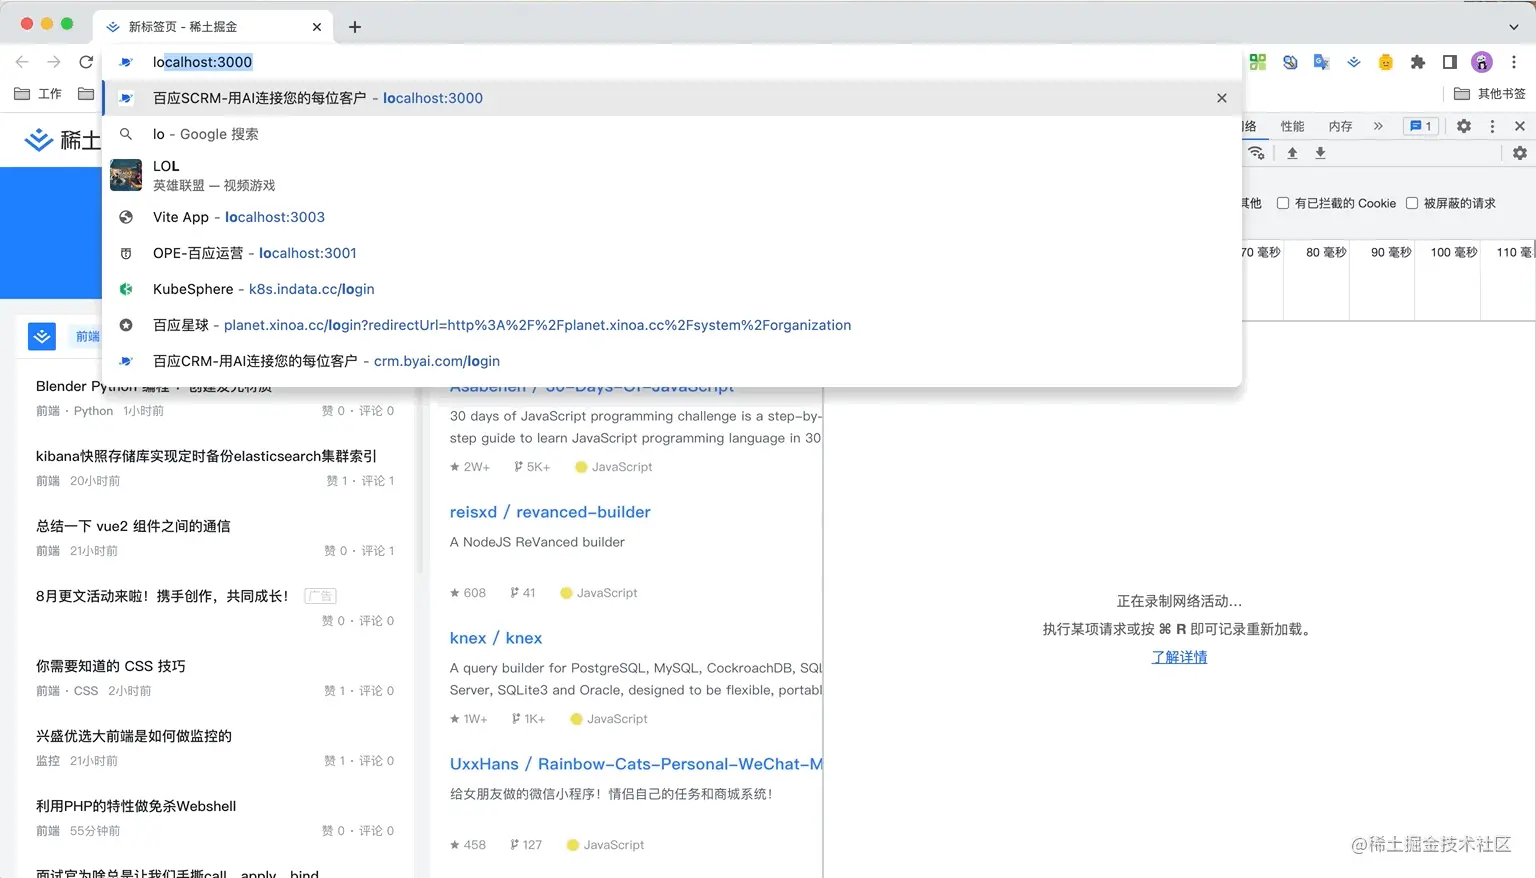 新标签页 - 稀土掘金
localhost:3000
工作
其他书签
百应SCRM-用AI连接您的每位客户 - localhost:3000
lo - Google 搜索
LOL
英雄联盟 — 视频游戏
Vite App - localhost:3003
OPE-百应运营 - localhost:3001
KubeSphere - k8s.indata.cc/login
百应星球 - planet.xinoa.cc/login?redirectUrl=http%3A%2F%2Fplanet.xinoa.cc%2Fsystem%2Forganization
百应CRM-用AI连接您的每位客户 - crm.byai.com/login
稀土
前端
Blender Python 编程
前端 · Python 1小时前 赞 0 · 评论 0
kibana快照存储库实现定时备份elasticsearch集群索引
前端 20小时前 赞 1 · 评论 1
总结一下 vue2 组件之间的通信
前端 21小时前 赞 0 · 评论 1
8月更文活动来啦！携手创作，共同成长！ 广告
赞 0 · 评论 0
你需要知道的 CSS 技巧
前端 · CSS 2小时前 赞 1 · 评论 0
兴盛优选大前端是如何做监控的
监控 21小时前 赞 1 · 评论 0
利用PHP的特性做免杀Webshell
前端 55分钟前 赞 0 · 评论 0
面试官为啥总是让我们手撕call、apply、bind
Asabeneh / 30-Days-Of-JavaScript
30 days of JavaScript programming challenge is a step-by-
step guide to learn JavaScript programming language in 30
2W+ 5K+ JavaScript
reisxd / revanced-builder
A NodeJS ReVanced builder
608 41 JavaScript
knex / knex
A query builder for PostgreSQL, MySQL, CockroachDB, SQL
Server, SQLite3 and Oracle, designed to be flexible, portabl
1W+ 1K+ JavaScript
UxxHans / Rainbow-Cats-Personal-WeChat-M
给女朋友做的微信小程序！情侣自己的任务和商城系统！
458 127 JavaScript
络 性能 内存 » 1
其他 有已拦截的 Cookie 被屏蔽的请求
70 毫秒 80 毫秒 90 毫秒 100 毫秒 110 毫
正在录制网络活动…
执行某项请求或按 ⌘ R 即可记录重新加载。
了解详情
@稀土掘金技术社区